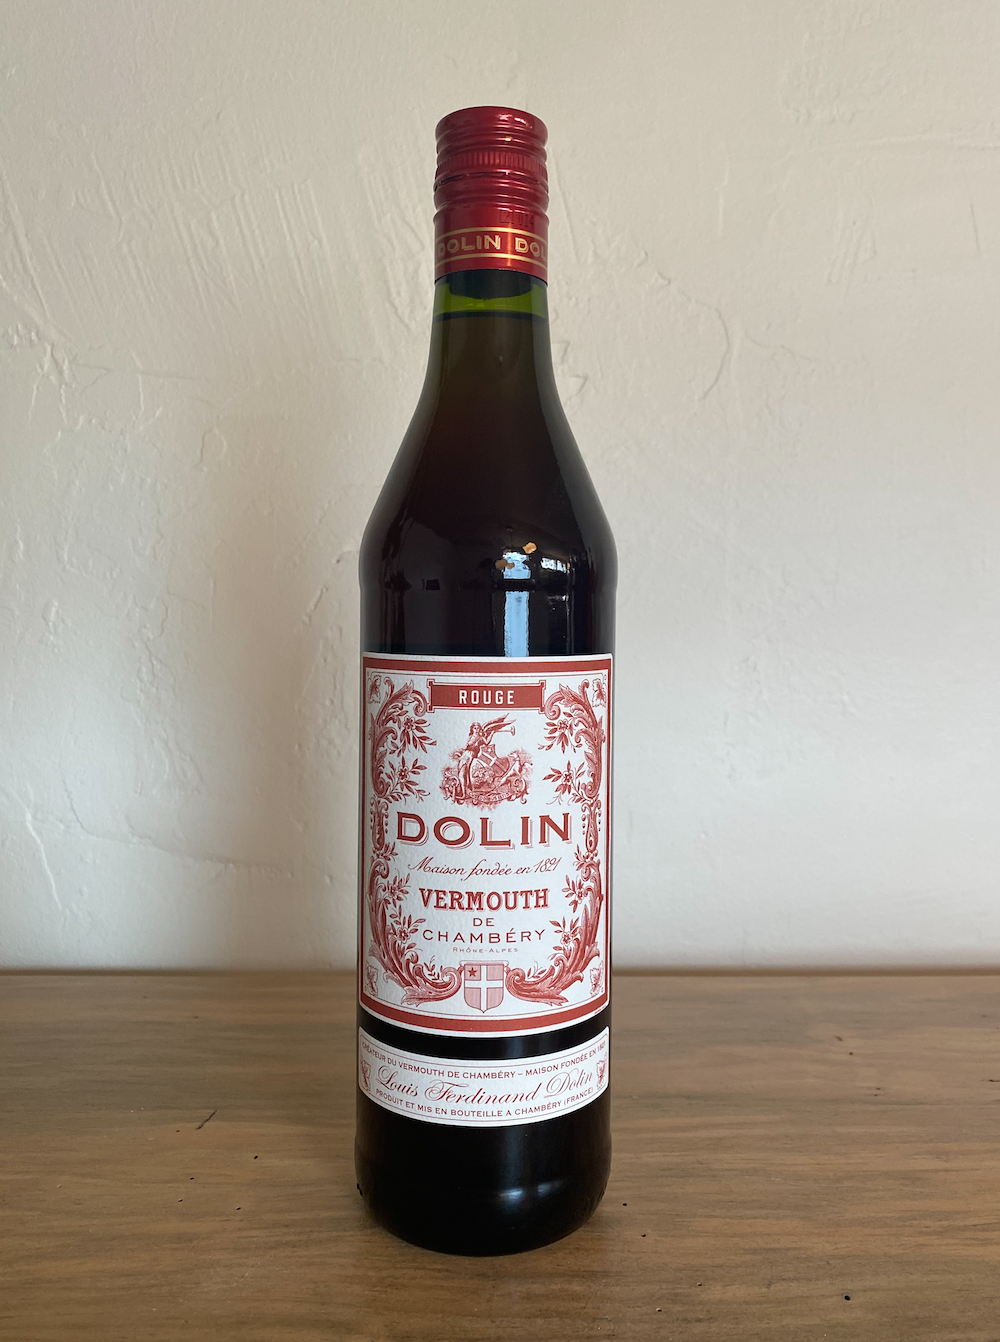 DOLIN DOL
ROUGE
DOLIN
Maison fondée en 1821
VERMOUTH
DE
CHAMBÉRY
RHÔNE-ALPES
CRÉATEUR DU VERMOUTH DE CHAMBÉRY – MAISON FONDÉE EN 1821
Louis Ferdinand Dolin
PRODUIT ET MIS EN BOUTEILLE A CHAMBÉRY (FRANCE)